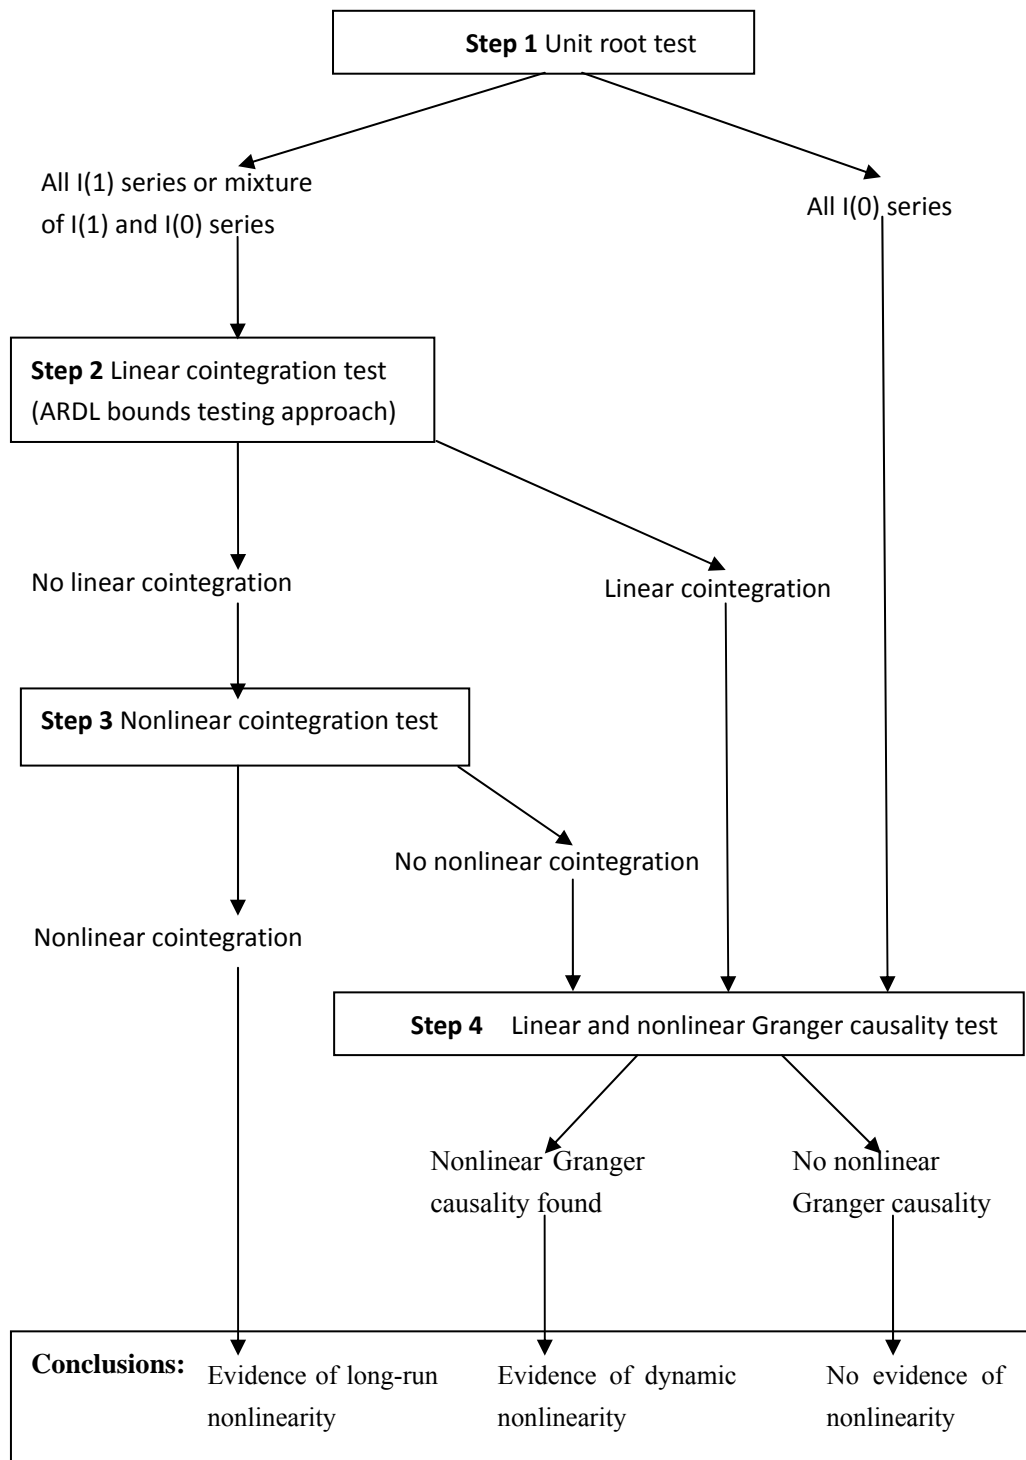 Step 1 Unit root test
All I(1) series or mixture
of I(1) and I(0) series
All I(0) series
Step 2 Linear cointegration test
(ARDL bounds testing approach)
No linear cointegration
Linear cointegration
Step 3 Nonlinear cointegration test
No nonlinear cointegration
Nonlinear cointegration
Step 4 Linear and nonlinear Granger causality test
Nonlinear Granger
causality found
No nonlinear
Granger causality
Conclusions:
Evidence of long-run
nonlinearity
Evidence of dynamic
nonlinearity
No evidence of
nonlinearity